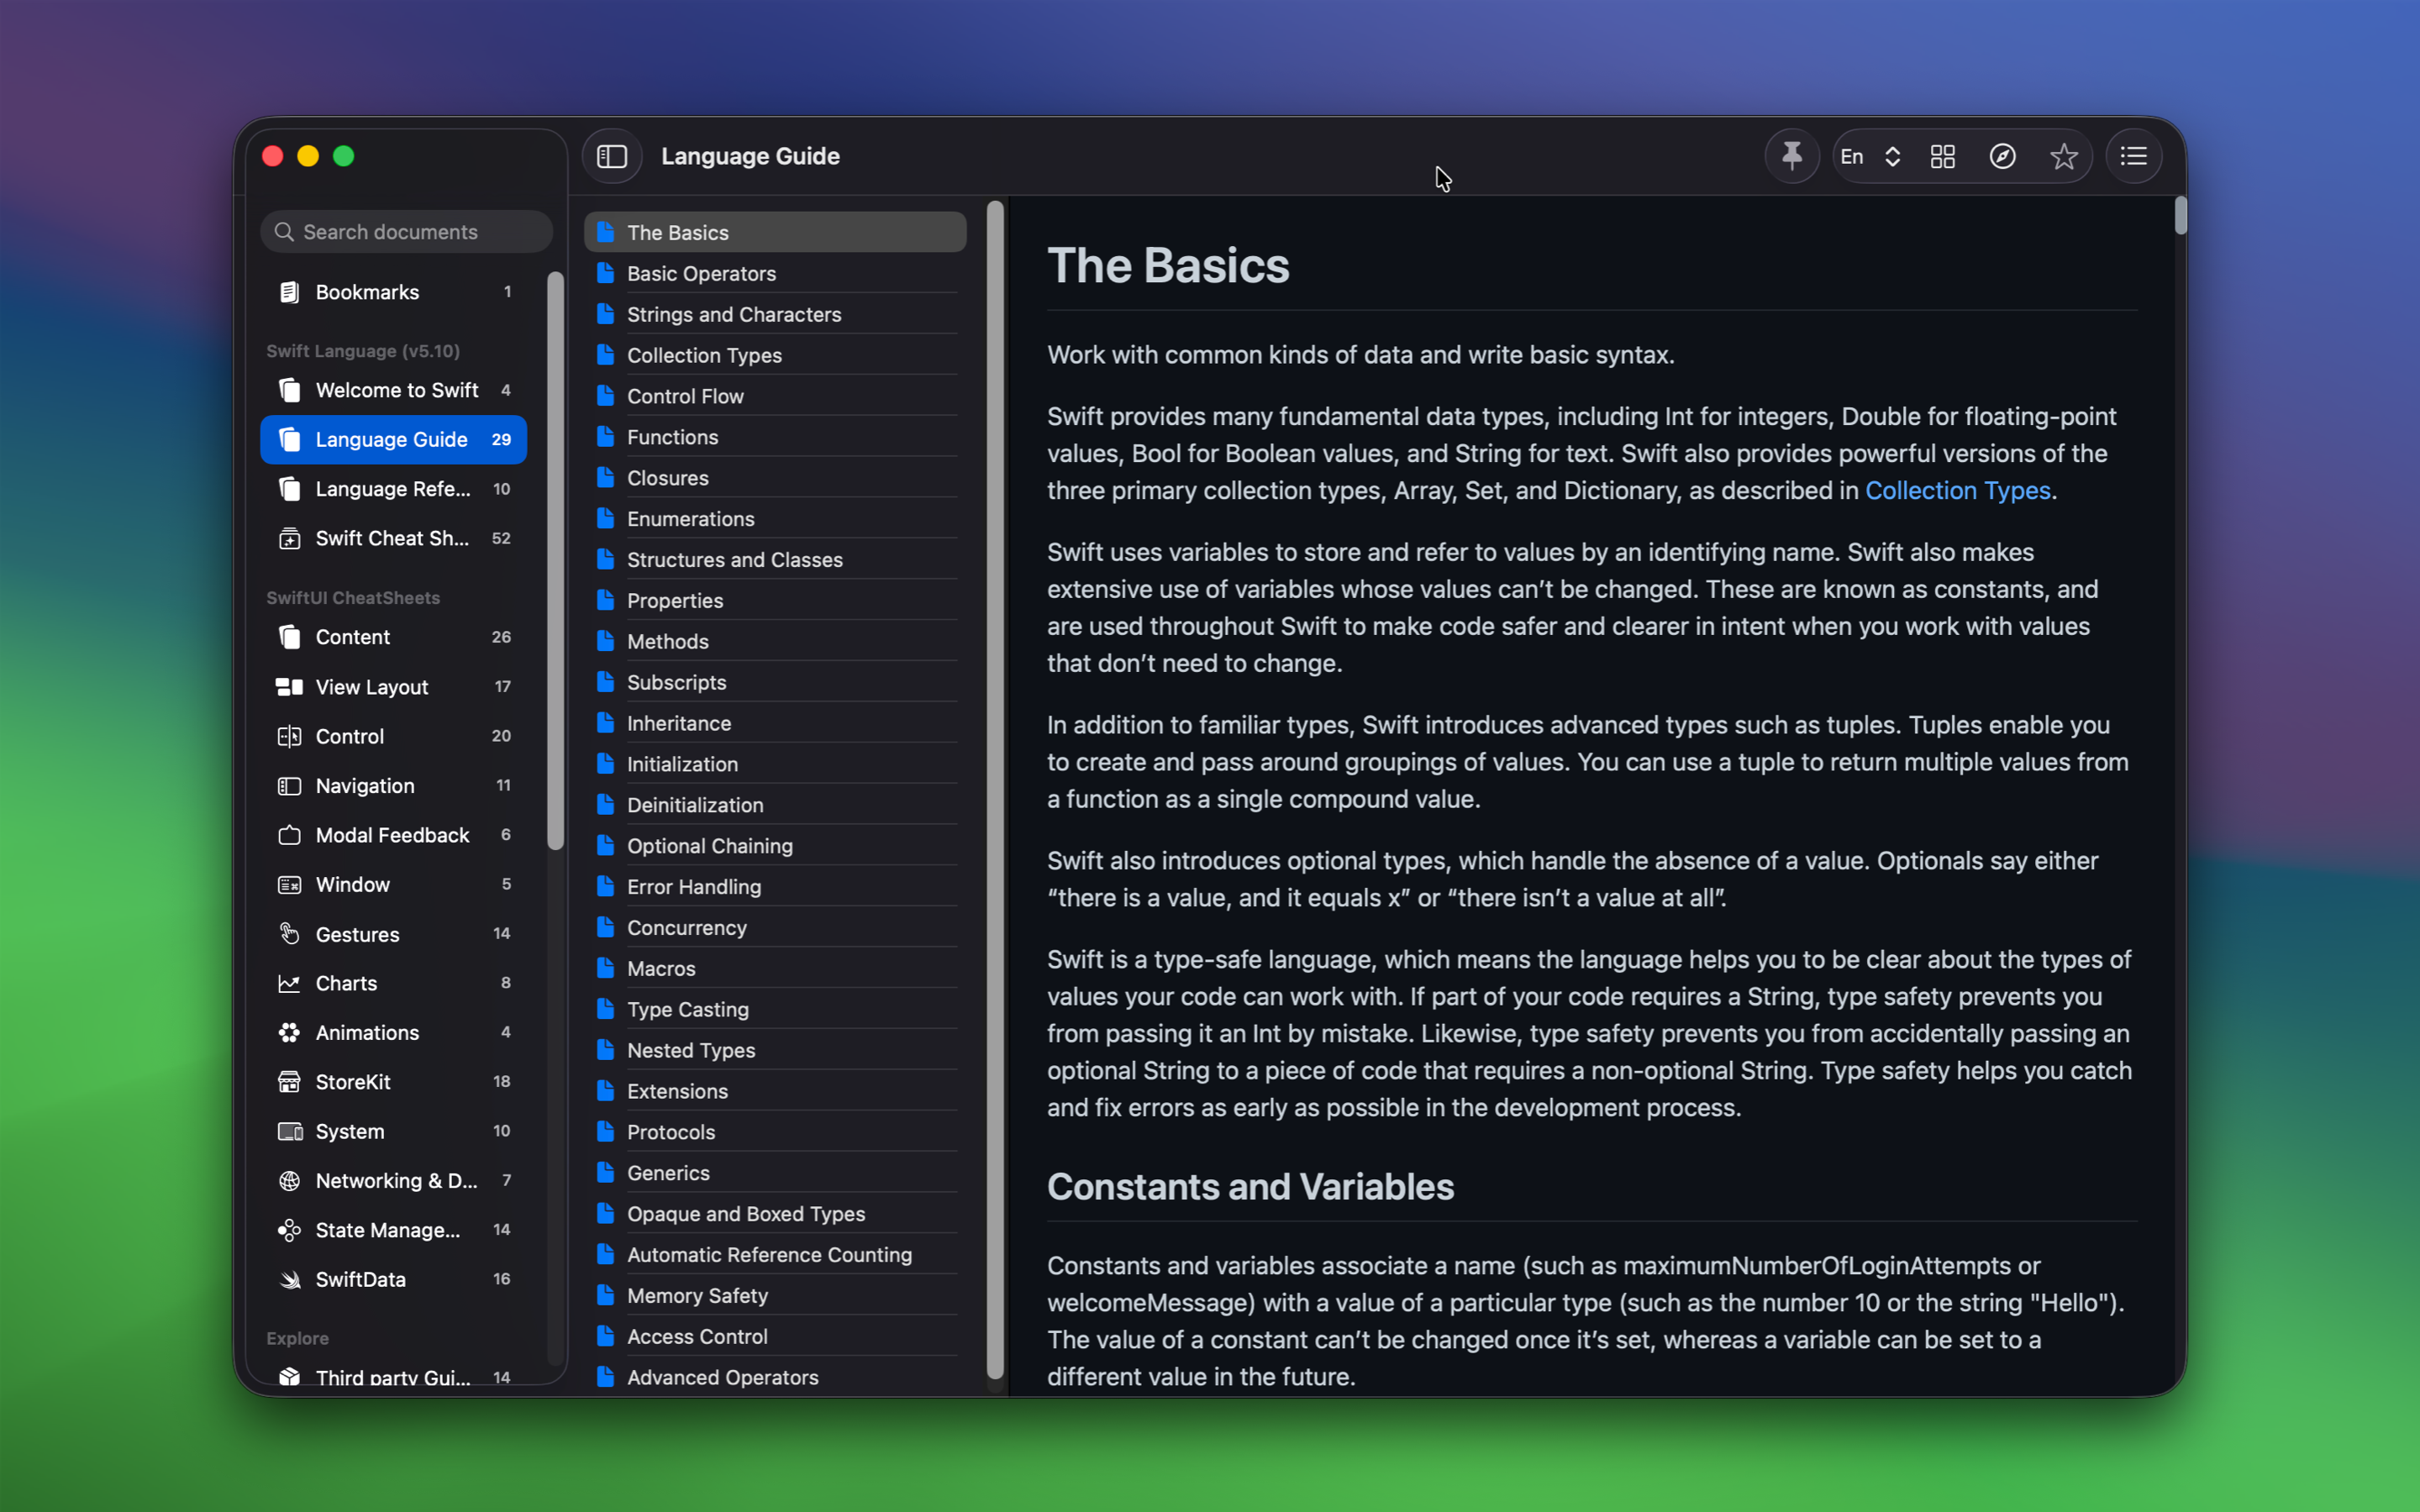 Language Guide
En
Search documents
Bookmarks 1
Swift Language (v5.10)
Welcome to Swift 4
Language Guide 29
Language Refe... 10
Swift Cheat Sh... 52
SwiftUI CheatSheets
Content 26
View Layout 17
Control 20
Navigation 11
Modal Feedback 6
Window 5
Gestures 14
Charts 8
Animations 4
StoreKit 18
System 10
Networking & D... 7
State Manage... 14
SwiftData 16
Explore
Third party Gui... 14
The Basics
Basic Operators
Strings and Characters
Collection Types
Control Flow
Functions
Closures
Enumerations
Structures and Classes
Properties
Methods
Subscripts
Inheritance
Initialization
Deinitialization
Optional Chaining
Error Handling
Concurrency
Macros
Type Casting
Nested Types
Extensions
Protocols
Generics
Opaque and Boxed Types
Automatic Reference Counting
Memory Safety
Access Control
Advanced Operators
The Basics
Work with common kinds of data and write basic syntax.
Swift provides many fundamental data types, including Int for integers, Double for floating-point
values, Bool for Boolean values, and String for text. Swift also provides powerful versions of the
three primary collection types, Array, Set, and Dictionary, as described in Collection Types.
Swift uses variables to store and refer to values by an identifying name. Swift also makes
extensive use of variables whose values can’t be changed. These are known as constants, and
are used throughout Swift to make code safer and clearer in intent when you work with values
that don’t need to change.
In addition to familiar types, Swift introduces advanced types such as tuples. Tuples enable you
to create and pass around groupings of values. You can use a tuple to return multiple values from
a function as a single compound value.
Swift also introduces optional types, which handle the absence of a value. Optionals say either
“there is a value, and it equals x” or “there isn’t a value at all”.
Swift is a type-safe language, which means the language helps you to be clear about the types of
values your code can work with. If part of your code requires a String, type safety prevents you
from passing it an Int by mistake. Likewise, type safety prevents you from accidentally passing an
optional String to a piece of code that requires a non-optional String. Type safety helps you catch
and fix errors as early as possible in the development process.
Constants and Variables
Constants and variables associate a name (such as maximumNumberOfLoginAttempts or
welcomeMessage) with a value of a particular type (such as the number 10 or the string "Hello").
The value of a constant can’t be changed once it’s set, whereas a variable can be set to a
different value in the future.